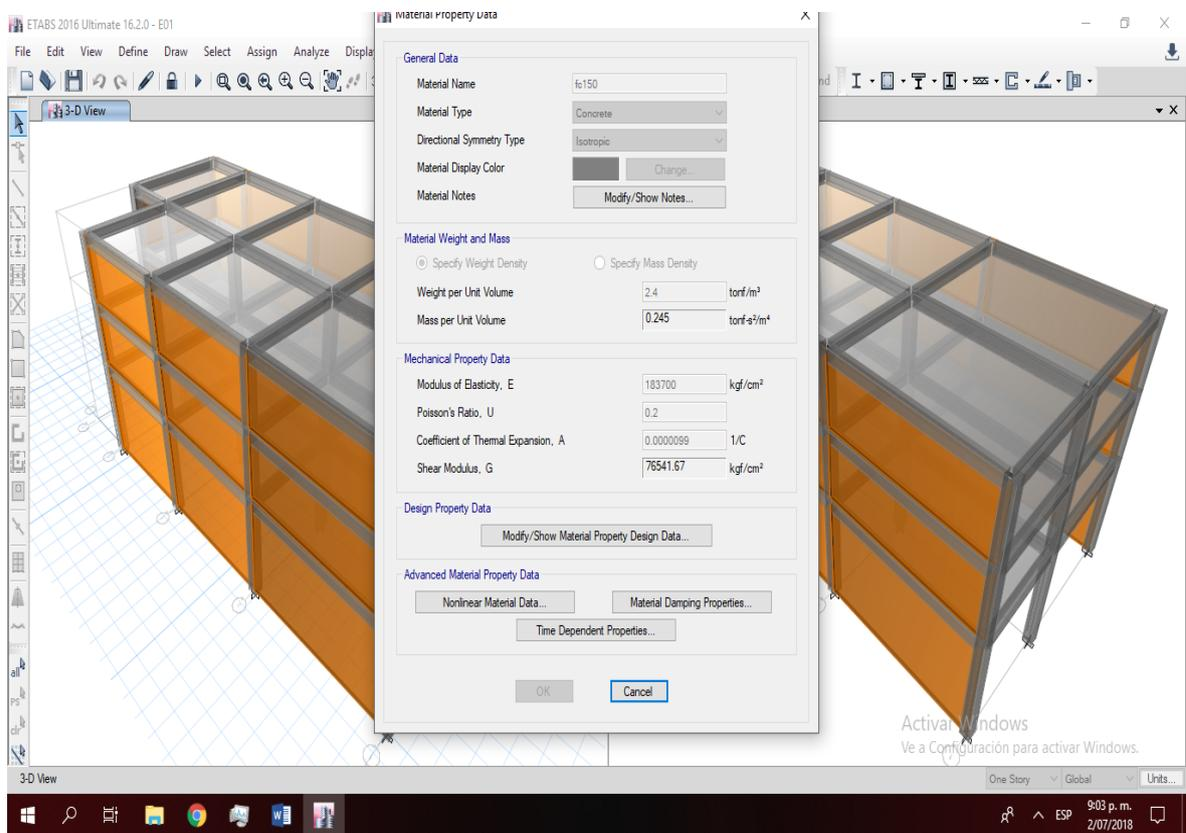 ETABS 2016 Ultimate 16.2.0 - E01
Material Property Data
X
File Edit View Define Draw Select Assign Analyze Displa
3-D View
General Data
Material Name fc150
Material Type Concrete
Directional Symmetry Type Isotropic
Material Display Color Change...
Material Notes Modify/Show Notes...
Material Weight and Mass
Specify Weight Density Specify Mass Density
Weight per Unit Volume 2.4 tonf/m³
Mass per Unit Volume 0.245 tonf-s²/m⁴
Mechanical Property Data
Modulus of Elasticity, E 183700 kgf/cm²
Poisson's Ratio, U 0.2
Coefficient of Thermal Expansion, A 0.0000099 1/C
Shear Modulus, G 76541.67 kgf/cm²
Design Property Data
Modify/Show Material Property Design Data...
Advanced Material Property Data
Nonlinear Material Data... Material Damping Properties...
Time Dependent Properties...
OK Cancel
all
ps
clr
Activar Windows
Ve a Configuración para activar Windows.
3-D View One Story Global Units...
ESP 9:03 p. m.
2/07/2018